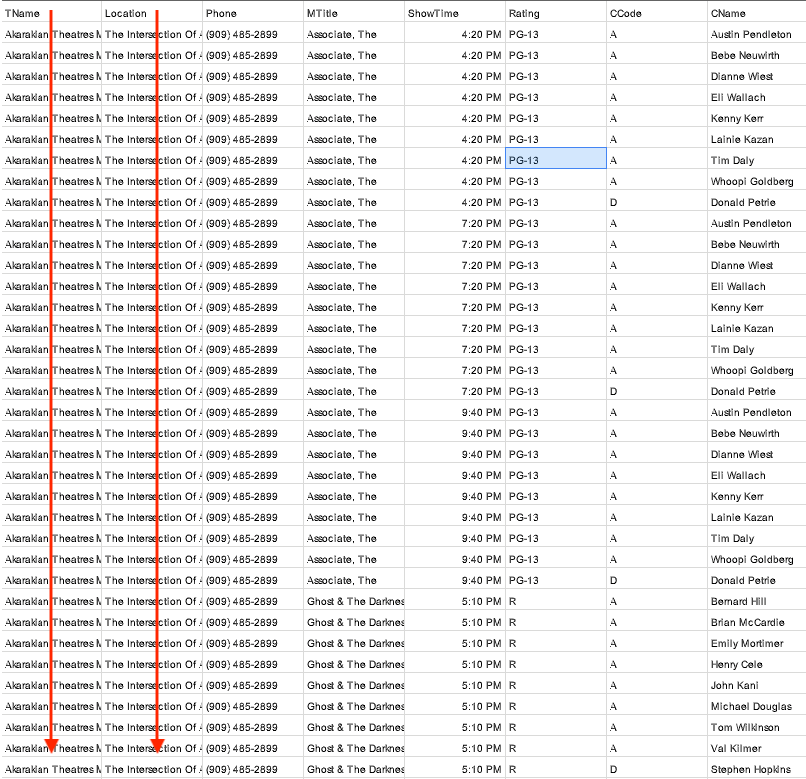 TName Location Phone MTitle ShowTime Rating CCode CName
Akarakian Theatres M The Intersection Of A (909) 485-2899 Associate, The 4:20 PM PG-13 A Austin Pendleton
Akarakian Theatres M The Intersection Of A (909) 485-2899 Associate, The 4:20 PM PG-13 A Bebe Neuwirth
Akarakian Theatres M The Intersection Of A (909) 485-2899 Associate, The 4:20 PM PG-13 A Dianne Wiest
Akarakian Theatres M The Intersection Of A (909) 485-2899 Associate, The 4:20 PM PG-13 A Eli Wallach
Akarakian Theatres M The Intersection Of A (909) 485-2899 Associate, The 4:20 PM PG-13 A Kenny Kerr
Akarakian Theatres M The Intersection Of A (909) 485-2899 Associate, The 4:20 PM PG-13 A Lainie Kazan
Akarakian Theatres M The Intersection Of A (909) 485-2899 Associate, The 4:20 PM PG-13 A Tim Daly
Akarakian Theatres M The Intersection Of A (909) 485-2899 Associate, The 4:20 PM PG-13 A Whoopi Goldberg
Akarakian Theatres M The Intersection Of A (909) 485-2899 Associate, The 4:20 PM PG-13 D Donald Petrie
Akarakian Theatres M The Intersection Of A (909) 485-2899 Associate, The 7:20 PM PG-13 A Austin Pendleton
Akarakian Theatres M The Intersection Of A (909) 485-2899 Associate, The 7:20 PM PG-13 A Bebe Neuwirth
Akarakian Theatres M The Intersection Of A (909) 485-2899 Associate, The 7:20 PM PG-13 A Dianne Wiest
Akarakian Theatres M The Intersection Of A (909) 485-2899 Associate, The 7:20 PM PG-13 A Eli Wallach
Akarakian Theatres M The Intersection Of A (909) 485-2899 Associate, The 7:20 PM PG-13 A Kenny Kerr
Akarakian Theatres M The Intersection Of A (909) 485-2899 Associate, The 7:20 PM PG-13 A Lainie Kazan
Akarakian Theatres M The Intersection Of A (909) 485-2899 Associate, The 7:20 PM PG-13 A Tim Daly
Akarakian Theatres M The Intersection Of A (909) 485-2899 Associate, The 7:20 PM PG-13 A Whoopi Goldberg
Akarakian Theatres M The Intersection Of A (909) 485-2899 Associate, The 7:20 PM PG-13 D Donald Petrie
Akarakian Theatres M The Intersection Of A (909) 485-2899 Associate, The 9:40 PM PG-13 A Austin Pendleton
Akarakian Theatres M The Intersection Of A (909) 485-2899 Associate, The 9:40 PM PG-13 A Bebe Neuwirth
Akarakian Theatres M The Intersection Of A (909) 485-2899 Associate, The 9:40 PM PG-13 A Dianne Wiest
Akarakian Theatres M The Intersection Of A (909) 485-2899 Associate, The 9:40 PM PG-13 A Eli Wallach
Akarakian Theatres M The Intersection Of A (909) 485-2899 Associate, The 9:40 PM PG-13 A Kenny Kerr
Akarakian Theatres M The Intersection Of A (909) 485-2899 Associate, The 9:40 PM PG-13 A Lainie Kazan
Akarakian Theatres M The Intersection Of A (909) 485-2899 Associate, The 9:40 PM PG-13 A Tim Daly
Akarakian Theatres M The Intersection Of A (909) 485-2899 Associate, The 9:40 PM PG-13 A Whoopi Goldberg
Akarakian Theatres M The Intersection Of A (909) 485-2899 Associate, The 9:40 PM PG-13 D Donald Petrie
Akarakian Theatres M The Intersection Of A (909) 485-2899 Ghost & The Darknes 5:10 PM R A Bernard Hill
Akarakian Theatres M The Intersection Of A (909) 485-2899 Ghost & The Darknes 5:10 PM R A Brian McCardie
Akarakian Theatres M The Intersection Of A (909) 485-2899 Ghost & The Darknes 5:10 PM R A Emily Mortimer
Akarakian Theatres M The Intersection Of A (909) 485-2899 Ghost & The Darknes 5:10 PM R A Henry Cele
Akarakian Theatres M The Intersection Of A (909) 485-2899 Ghost & The Darknes 5:10 PM R A John Kani
Akarakian Theatres M The Intersection Of A (909) 485-2899 Ghost & The Darknes 5:10 PM R A Michael Douglas
Akarakian Theatres M The Intersection Of A (909) 485-2899 Ghost & The Darknes 5:10 PM R A Tom Wilkinson
Akarakian Theatres M The Intersection Of A (909) 485-2899 Ghost & The Darknes 5:10 PM R A Val Kilmer
Akarakian Theatres M The Intersection Of A (909) 485-2899 Ghost & The Darknes 5:10 PM R D Stephen Hopkins